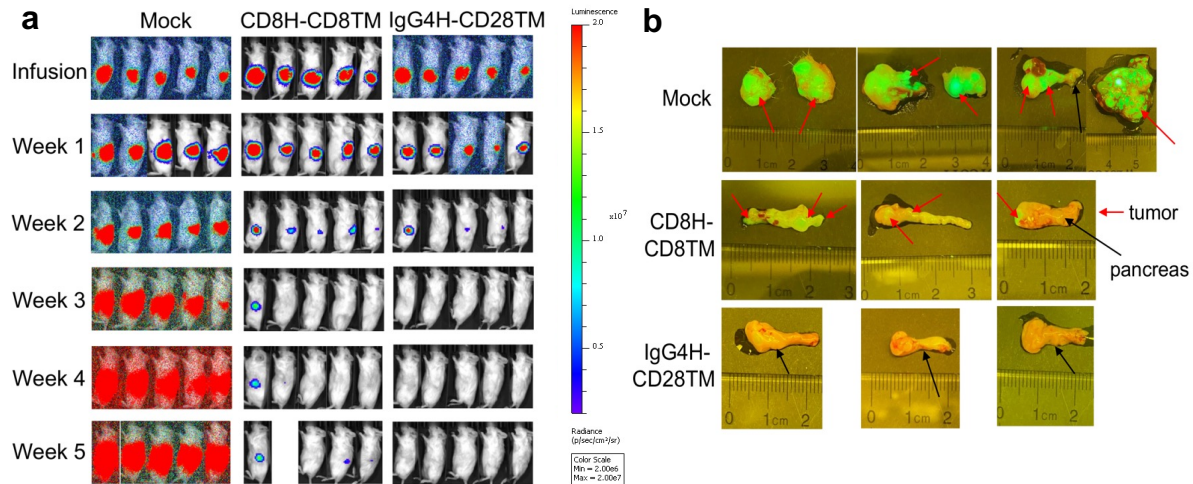 a
Mock CD8H-CD8TM IgG4H-CD28TM
Infusion
Week 1
Week 2
Week 3
Week 4
Week 5
Luminescence
2.0
1.5
x10⁷
1.0
0.5
Radiance
(p/sec/cm²/sr)
Color Scale
Min = 2.00e6
Max = 2.00e7
b
Mock
0 1cm 2 3
0 1cm 2 3 4
0 1cm 2
4 5
CD8H-
CD8TM
0 1cm 2 3
0 1cm 2 3
0 1cm 2
tumor
pancreas
IgG4H-
CD28TM
0 1cm 2
0 1cm 2
0 1cm 2